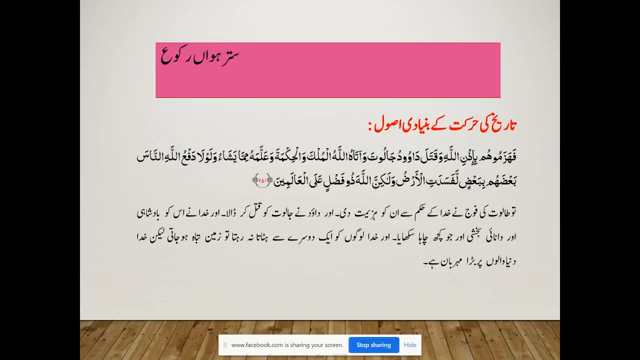 سترہواں رکوع
تاریخ کی حرکت کے بنیادی اصول:
فَهَزَمُوهُم بِإِذْنِ اللَّهِ وَقَتَلَ دَاوُودُ جَالُوتَ وَآتَاهُ اللَّهُ الْمُلْكَ وَالْحِكْمَةَ وَعَلَّمَهُ مِمَّا يَشَاءُ وَلَوْلَا دَفْعُ اللَّهِ النَّاسَ
بَعْضَهُم بِبَعْضٍ لَّفَسَدَتِ الْأَرْضُ وَلَٰكِنَّ اللَّهَ ذُو فَضْلٍ عَلَى الْعَالَمِينَ ﴿٢٥١﴾
تو طالوت کی فوج نے خدا کے حکم سے ان کو ہزیمت دی۔ اور داؤد نے جالوت کو قتل کر ڈالا۔ اور خدا نے اس کو بادشاہی
اور دانائی بخشی اور جو کچھ چاہا سکھایا۔ اور خدا لوگوں کو ایک دوسرے سے ہٹاتا نہ رہتا تو زمین تباہ ہوجاتی لیکن خدا
دنیا والوں پر بڑا مہربان ہے۔
www.facebook.com is sharing your screen. Stop sharing Hide